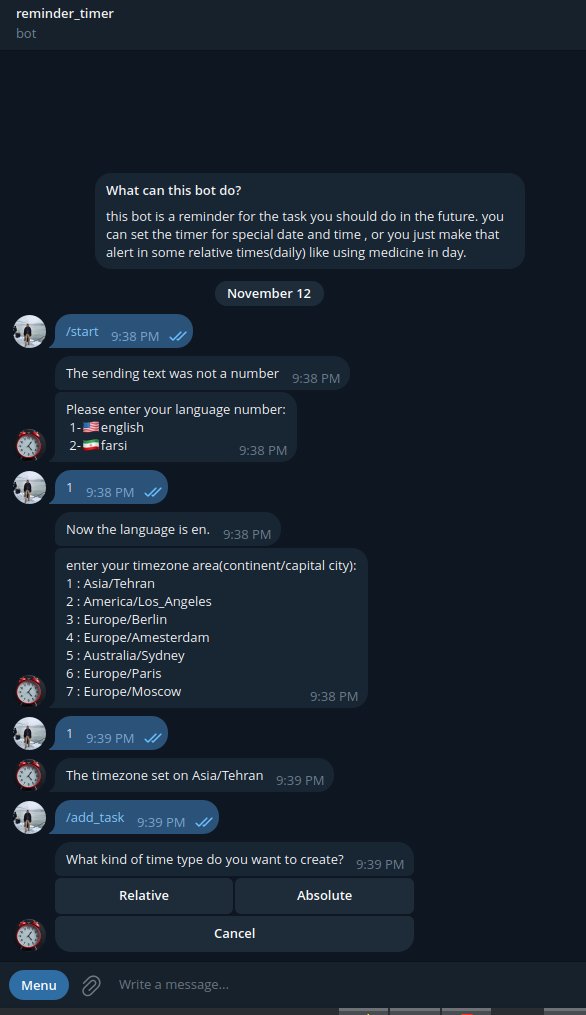 reminder_timer
bot
What can this bot do?
this bot is a reminder for the task you should do in the future. you
can set the timer for special date and time , or you just make that
alert in some relative times(daily) like using medicine in day.
November 12
/start 9:38 PM
The sending text was not a number 9:38 PM
Please enter your language number:
1-🇺🇸english
2-🇮🇷farsi
9:38 PM
1 9:38 PM
Now the language is en. 9:38 PM
enter your timezone area(continent/capital city):
1 : Asia/Tehran
2 : America/Los_Angeles
3 : Europe/Berlin
4 : Europe/Amesterdam
5 : Australia/Sydney
6 : Europe/Paris
7 : Europe/Moscow
9:38 PM
1 9:39 PM
The timezone set on Asia/Tehran 9:39 PM
/add_task 9:39 PM
What kind of time type do you want to create? 9:39 PM
Relative Absolute
Cancel
Menu Write a message...